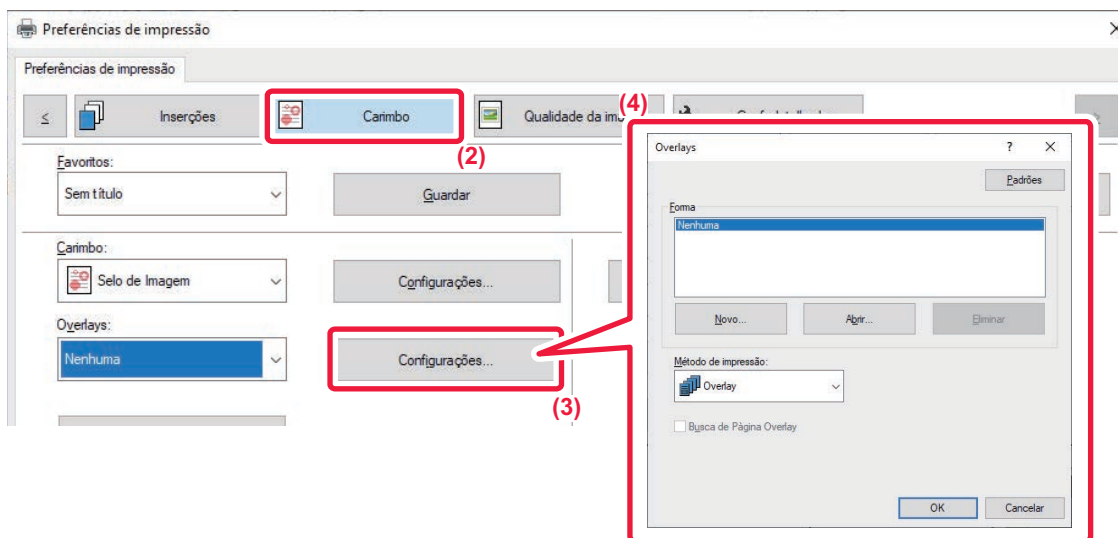 Preferências de impressão
Preferências de impressão
≤ Inserções Carimbo Qualidade da
(2)
(4)
Favoritos:
Sem título Guardar
Carimbo:
Selo de Imagem Configurações...
Overlays:
Nenhuma Configurações...
(3)
Overlays ? X
Padrões
Forma
Nenhuma
Novo... Abrir... Eliminar
Método de impressão:
Overlay
Busca de Página Overlay
OK Cancelar